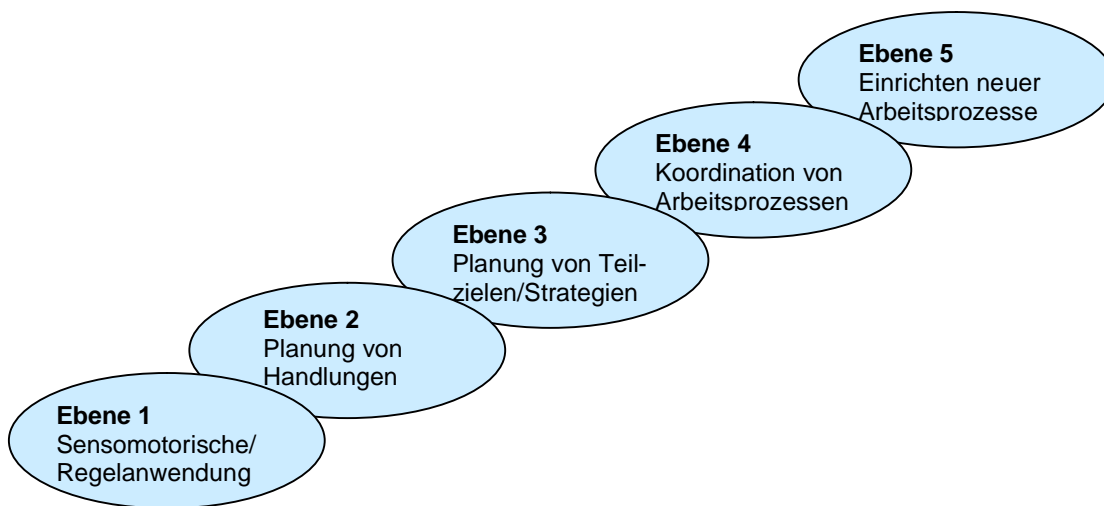 Ebene 5
Einrichten neuer
Arbeitsprozesse
Ebene 4
Koordination von
Arbeitsprozessen
Ebene 3
Planung von Teil-
zielen/Strategien
Ebene 2
Planung von
Handlungen
Ebene 1
Sensomotorische/
Regelanwendung